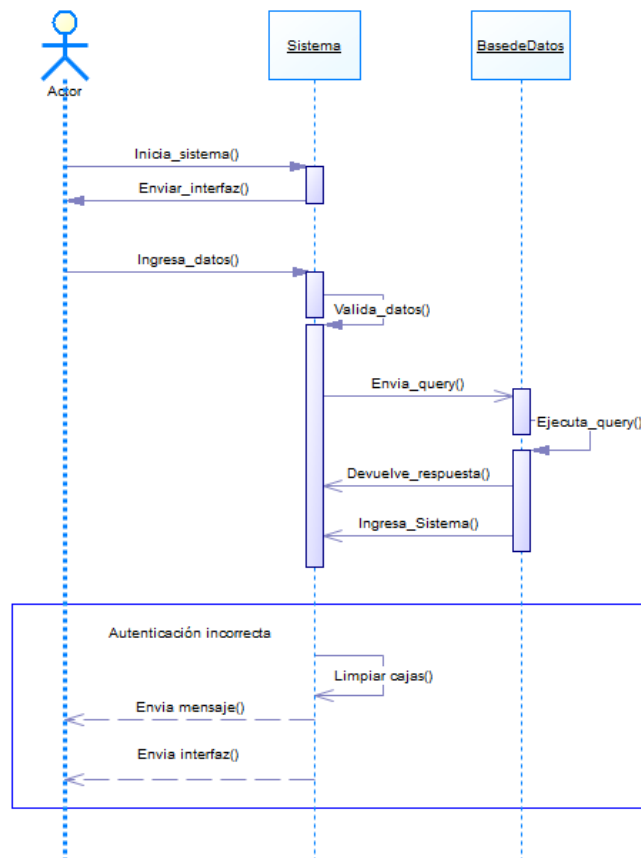 Sistema
BasedeDatos
Actor
Inicia_sistema()
Enviar_interfaz()
Ingresa_datos()
Valida_datos()
Envia_query()
Ejecuta_query()
Devuelve_respuesta()
Ingresa_Sistema()
Autenticación incorrecta
Limpiar cajas()
Envia mensaje()
Envia interfaz()